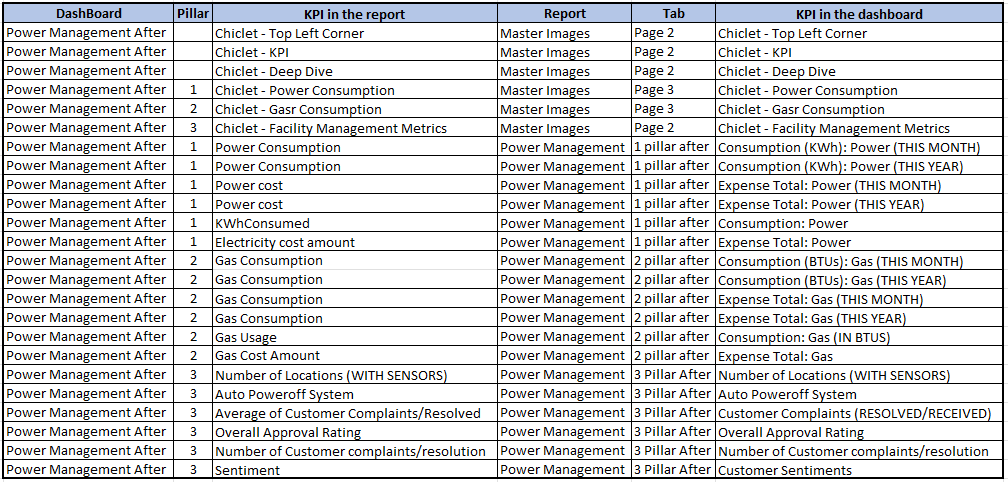 DashBoard Pillar KPI in the report Report Tab KPI in the dashboard
Power Management After Chiclet - Top Left Corner Master Images Page 2 Chiclet - Top Left Corner
Power Management After Chiclet - KPI Master Images Page 2 Chiclet - KPI
Power Management After Chiclet - Deep Dive Master Images Page 2 Chiclet - Deep Dive
Power Management After 1 Chiclet - Power Consumption Master Images Page 3 Chiclet - Power Consumption
Power Management After 2 Chiclet - Gasr Consumption Master Images Page 3 Chiclet - Gasr Consumption
Power Management After 3 Chiclet - Facility Management Metrics Master Images Page 2 Chiclet - Facility Management Metrics
Power Management After 1 Power Consumption Power Management 1 pillar after Consumption (KWh): Power (THIS MONTH)
Power Management After 1 Power Consumption Power Management 1 pillar after Consumption (KWh): Power (THIS YEAR)
Power Management After 1 Power cost Power Management 1 pillar after Expense Total: Power (THIS MONTH)
Power Management After 1 Power cost Power Management 1 pillar after Expense Total: Power (THIS YEAR)
Power Management After 1 KWhConsumed Power Management 1 pillar after Consumption: Power
Power Management After 1 Electricity cost amount Power Management 1 pillar after Expense Total: Power
Power Management After 2 Gas Consumption Power Management 2 pillar after Consumption (BTUs): Gas (THIS MONTH)
Power Management After 2 Gas Consumption Power Management 2 pillar after Consumption (BTUs): Gas (THIS YEAR)
Power Management After 2 Gas Consumption Power Management 2 pillar after Expense Total: Gas (THIS MONTH)
Power Management After 2 Gas Consumption Power Management 2 pillar after Expense Total: Gas (THIS YEAR)
Power Management After 2 Gas Usage Power Management 2 pillar after Consumption: Gas (IN BTUS)
Power Management After 2 Gas Cost Amount Power Management 2 pillar after Expense Total: Gas
Power Management After 3 Number of Locations (WITH SENSORS) Power Management 3 Pillar After Number of Locations (WITH SENSORS)
Power Management After 3 Auto Poweroff System Power Management 3 Pillar After Auto Poweroff System
Power Management After 3 Average of Customer Complaints/Resolved Power Management 3 Pillar After Customer Complaints (RESOLVED/RECEIVED)
Power Management After 3 Overall Approval Rating Power Management 3 Pillar After Overall Approval Rating
Power Management After 3 Number of Customer complaints/resolution Power Management 3 Pillar After Number of Customer complaints/resolution
Power Management After 3 Sentiment Power Management 3 Pillar After Customer Sentiments